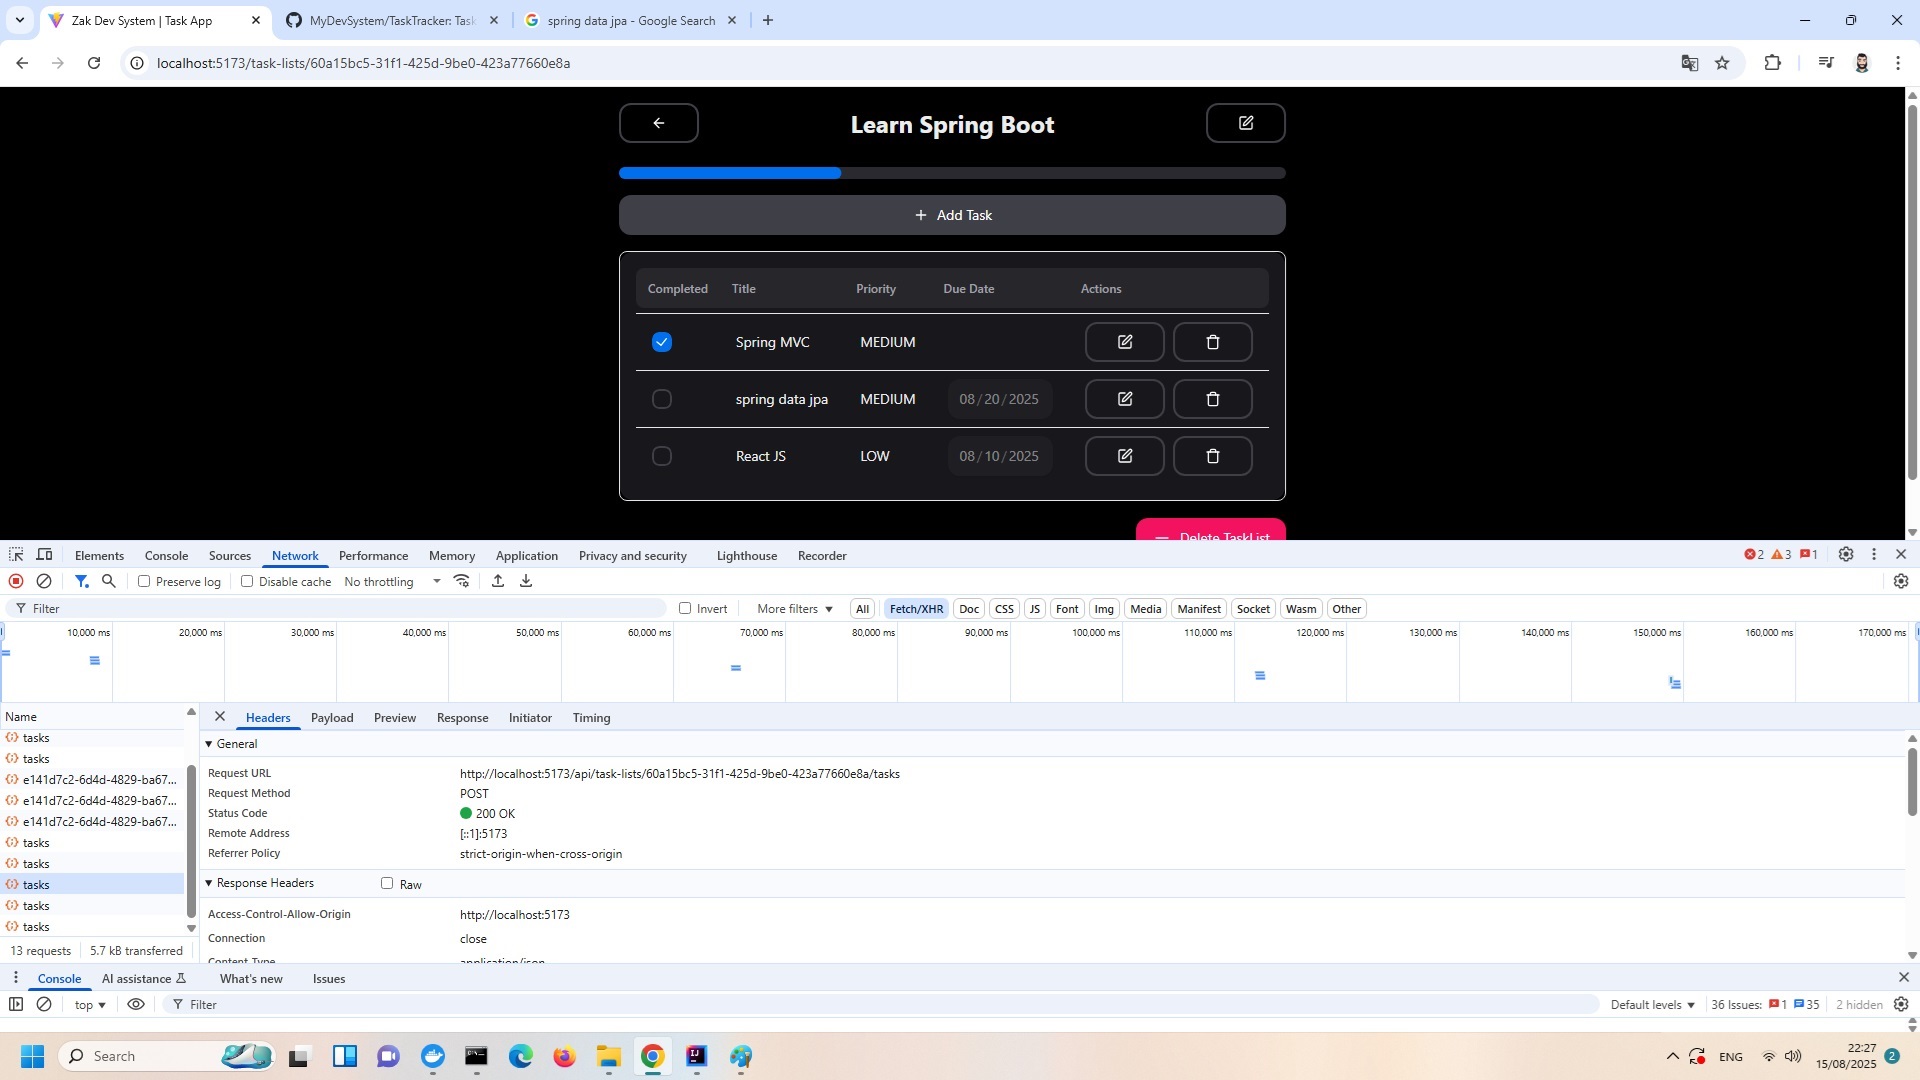 Zak Dev System | Task App
MyDevSystem/TaskTracker: Task
spring data jpa - Google Search
localhost:5173/task-lists/60a15bc5-31f1-425d-9be0-423a77660e8a
Learn Spring Boot
Add Task
Completed Title Priority Due Date Actions
Spring MVC MEDIUM
spring data jpa MEDIUM 08/20/2025
React JS LOW 08/10/2025
Delete TaskList
Elements Console Sources Network Performance Memory Application Privacy and security Lighthouse Recorder 2 3 1
Preserve log Disable cache No throttling
Filter Invert More filters All Fetch/XHR Doc CSS JS Font Img Media Manifest Socket Wasm Other
10,000 ms 20,000 ms 30,000 ms 40,000 ms 50,000 ms 60,000 ms 70,000 ms 80,000 ms 90,000 ms 100,000 ms 110,000 ms 120,000 ms 130,000 ms 140,000 ms 150,000 ms 160,000 ms 170,000 ms
Name
tasks
tasks
e141d7c2-6d4d-4829-ba67...
e141d7c2-6d4d-4829-ba67...
e141d7c2-6d4d-4829-ba67...
tasks
tasks
tasks
tasks
tasks
13 requests 5.7 kB transferred
Headers Payload Preview Response Initiator Timing
General
Request URL http://localhost:5173/api/task-lists/60a15bc5-31f1-425d-9be0-423a77660e8a/tasks
Request Method POST
Status Code 200 OK
Remote Address [::1]:5173
Referrer Policy strict-origin-when-cross-origin
Response Headers Raw
Access-Control-Allow-Origin http://localhost:5173
Connection close
Content-Type application/json
Console AI assistance What's new Issues
top Filter Default levels 36 Issues: 1 35 2 hidden
Search ENG 22:27
15/08/2025 2